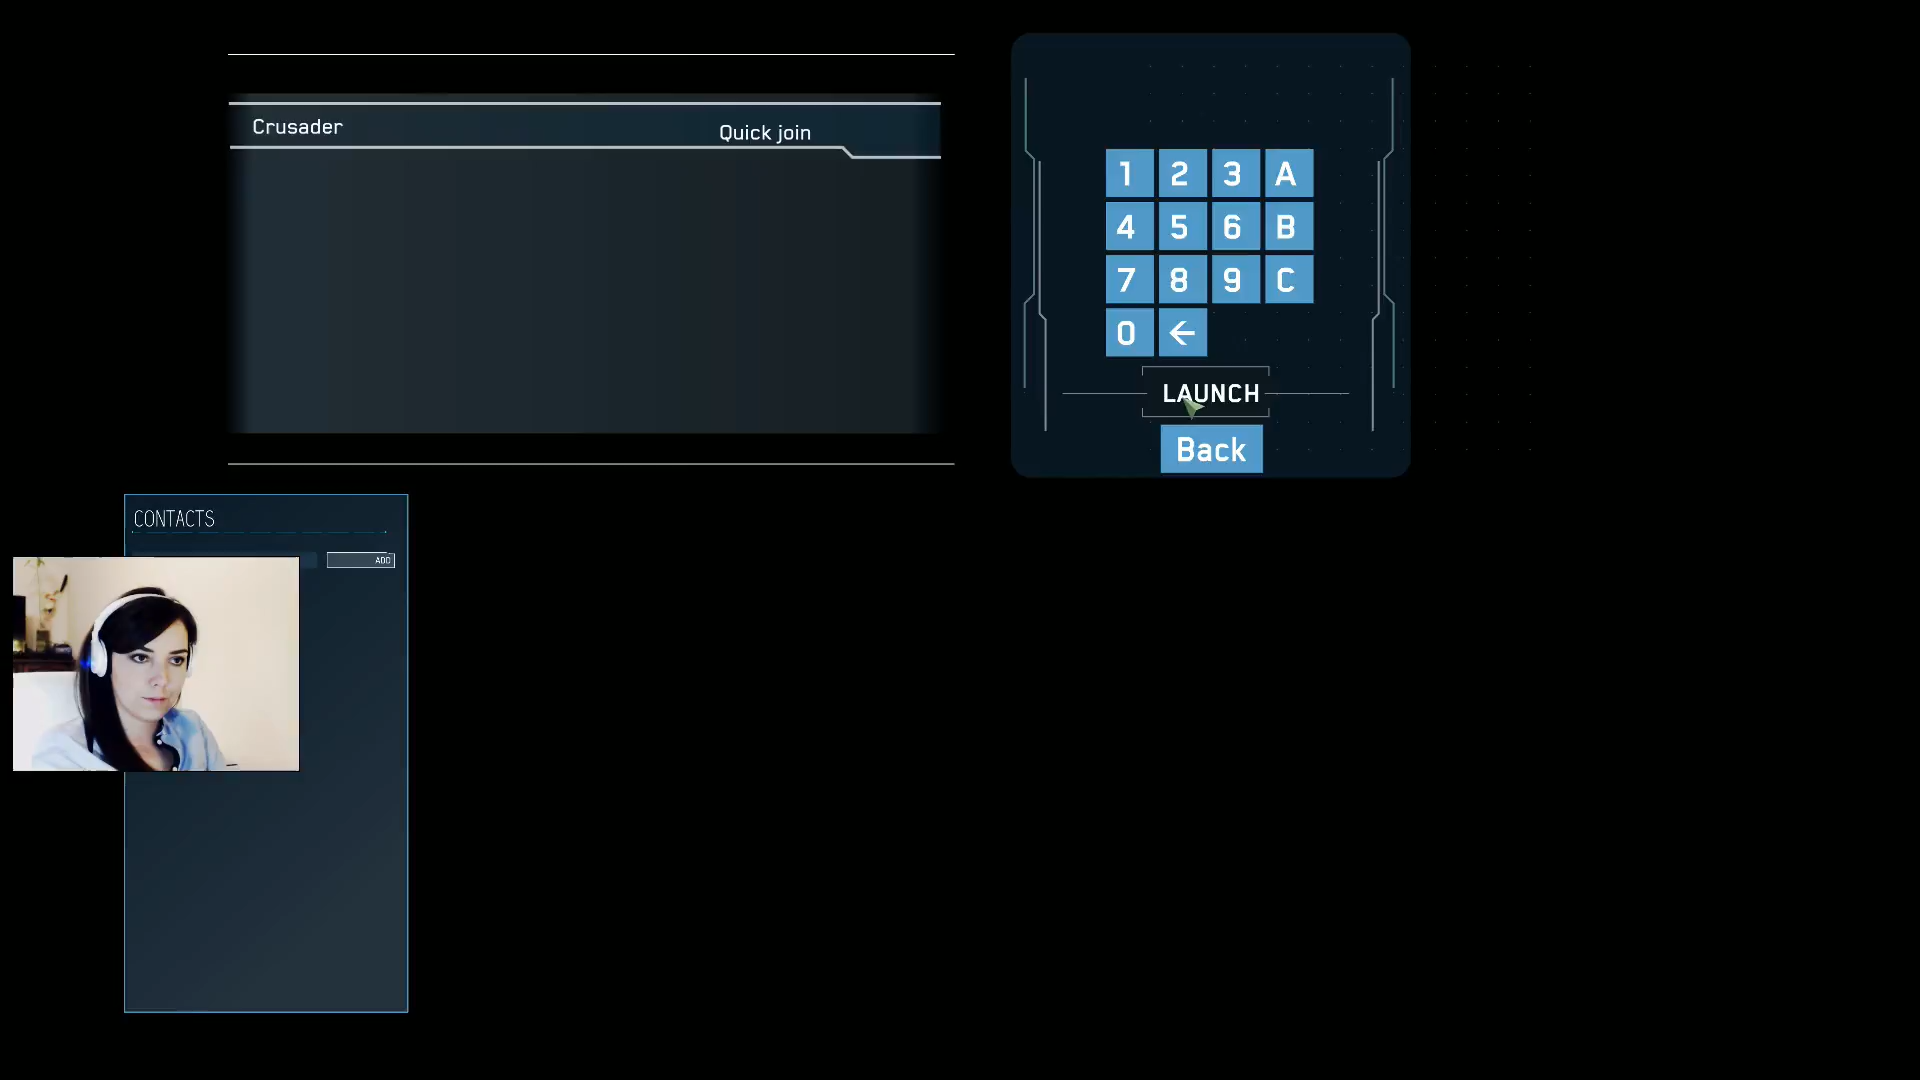 Crusader
Quick join
1 2 3 A
4 5 6 B
7 8 9 C
0 ←
LAUNCH
Back
CONTACTS
ADD